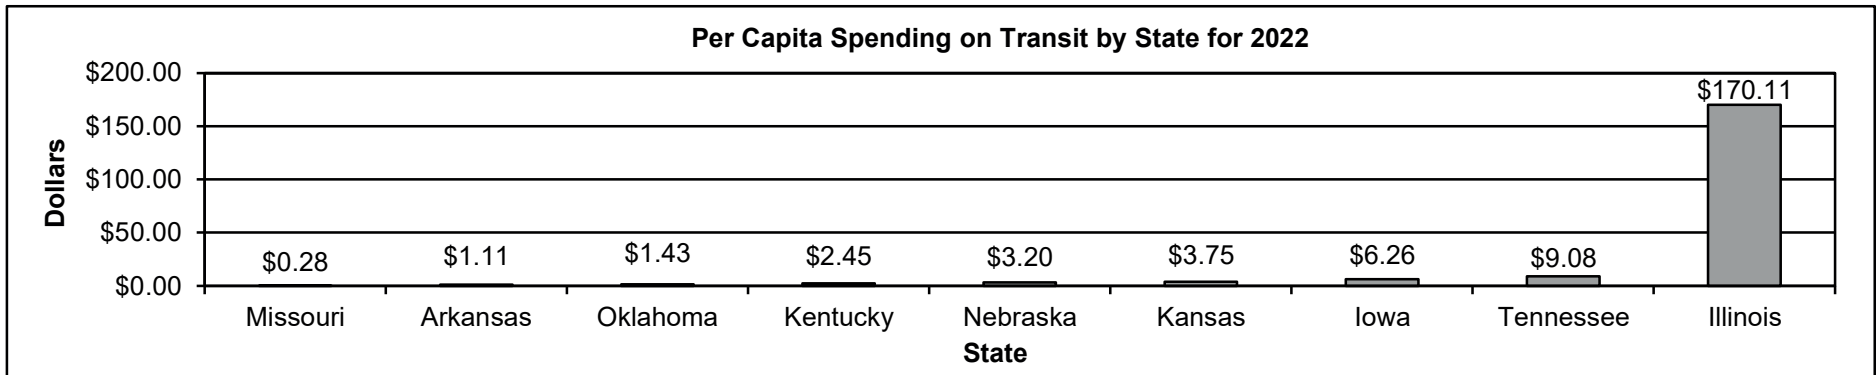 Per Capita Spending on Transit by State for 2022
$200.00
$150.00
$100.00
$50.00
$0.00
Dollars
$0.28 $1.11 $1.43 $2.45 $3.20 $3.75 $6.26 $9.08 $170.11
Missouri Arkansas Oklahoma Kentucky Nebraska Kansas Iowa Tennessee Illinois
State